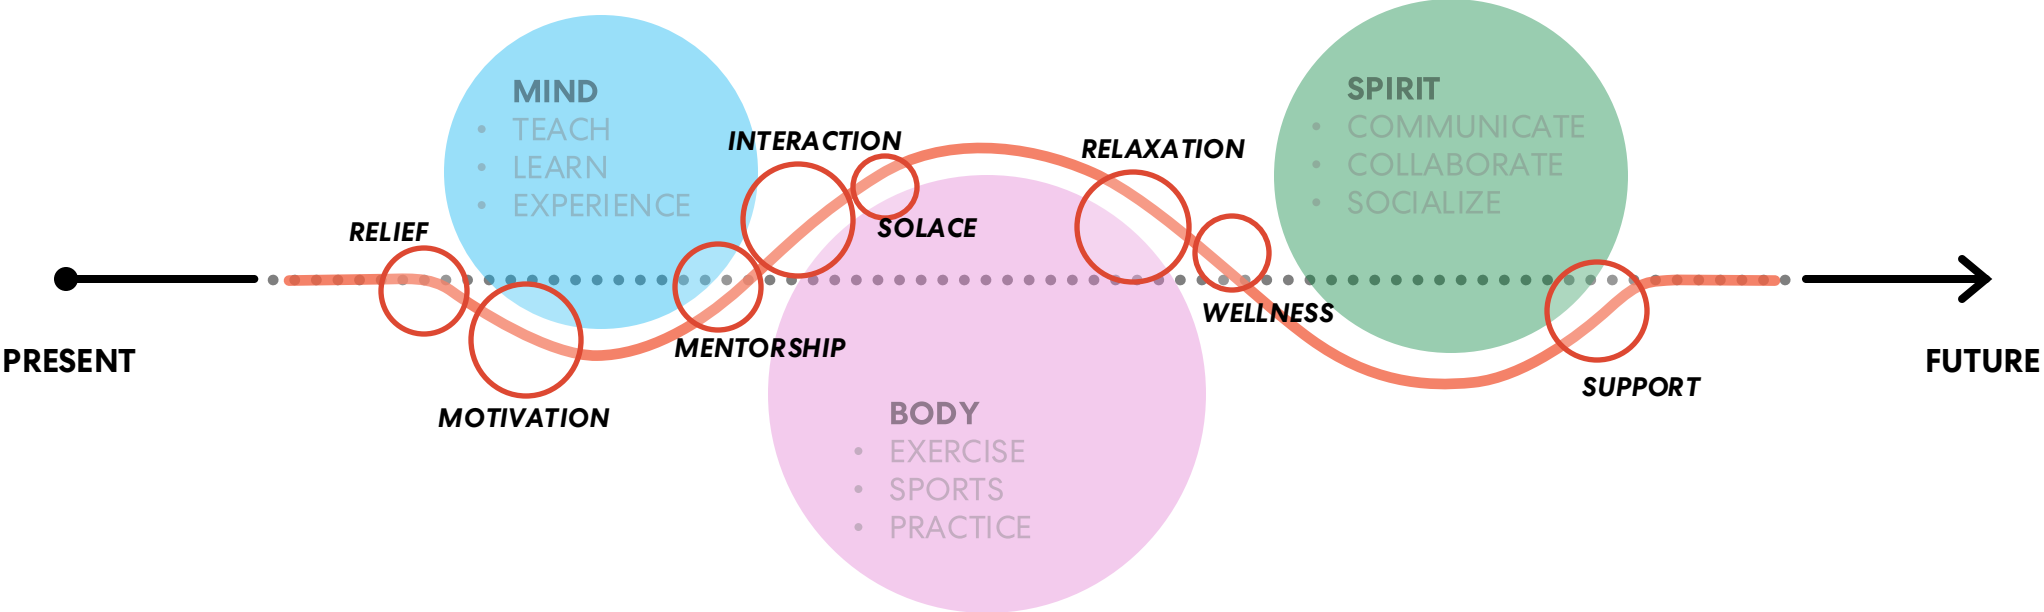 PRESENT
RELIEF
MOTIVATION
MIND
• TEACH
• LEARN
• EXPERIENCE
MENTORSHIP
INTERACTION
SOLACE
BODY
• EXERCISE
• SPORTS
• PRACTICE
RELAXATION
WELLNESS
SPIRIT
• COMMUNICATE
• COLLABORATE
• SOCIALIZE
SUPPORT
FUTURE